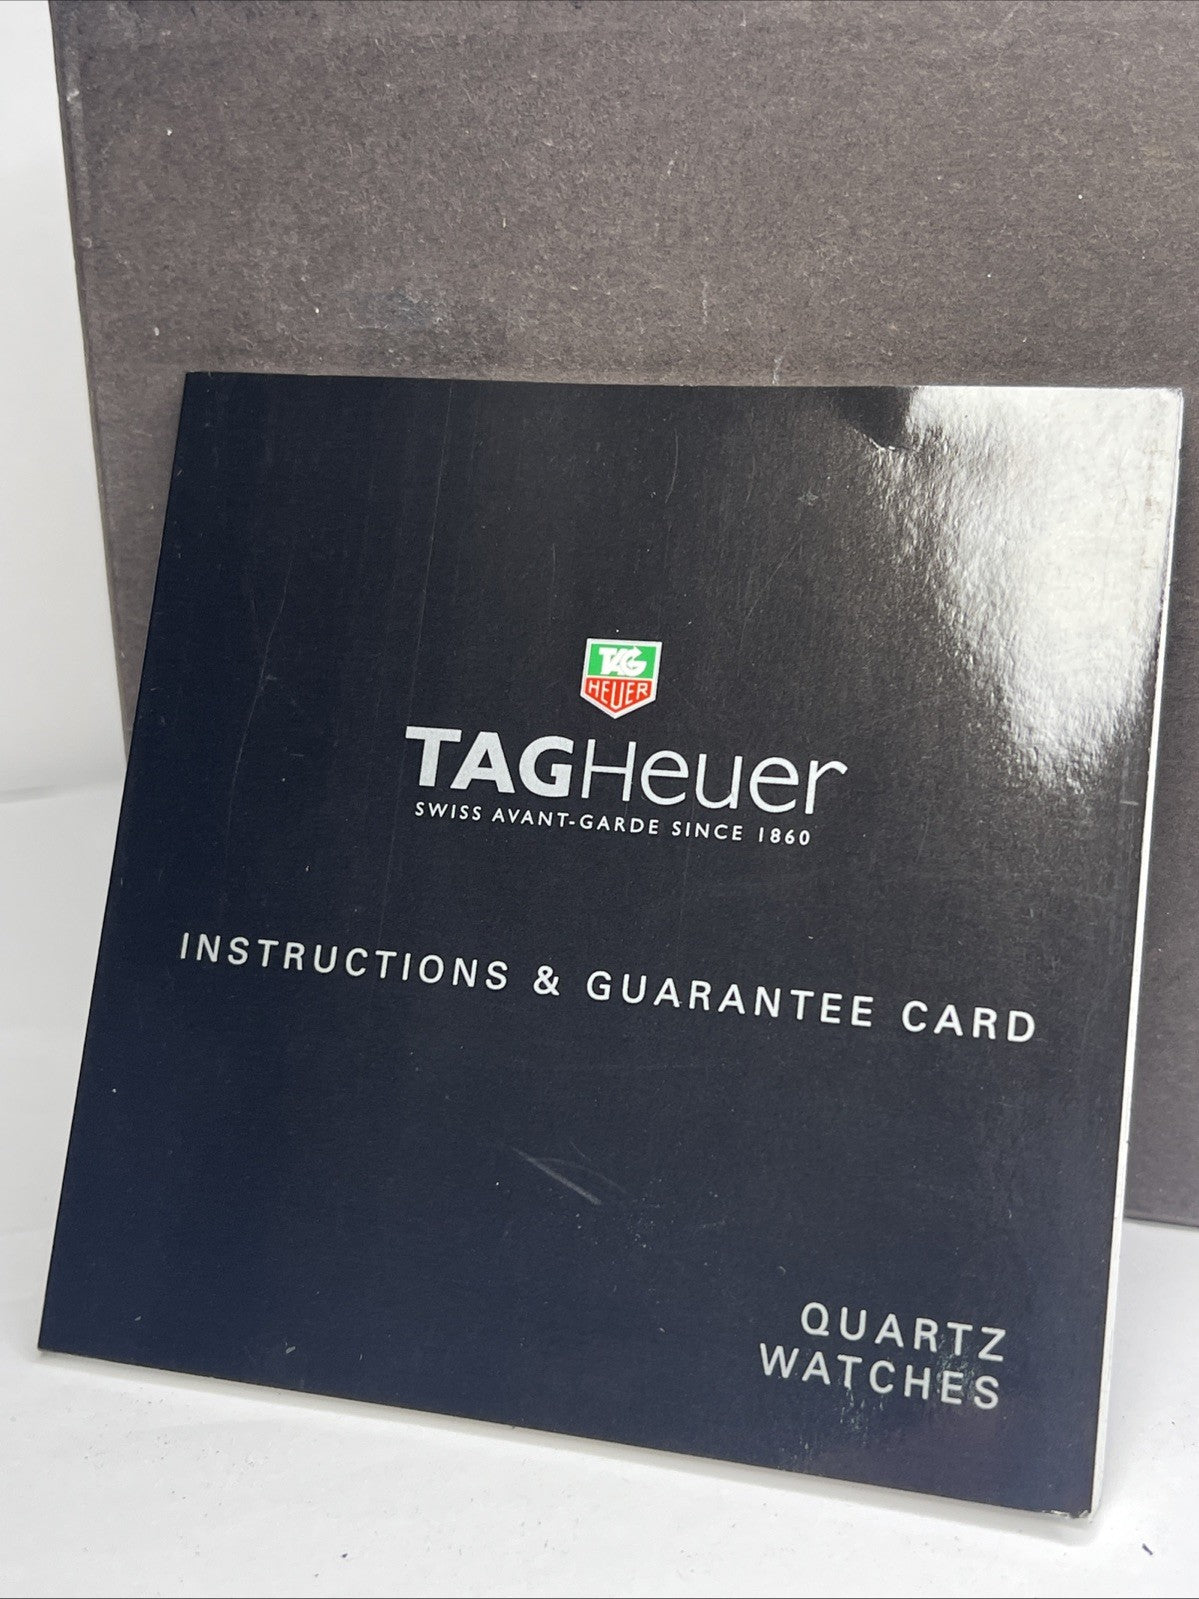 TAG
HEUER
TAGHeuer
SWISS AVANT-GARDE SINCE 1860
INSTRUCTIONS & GUARANTEE CARD
QUARTZ
WATCHES